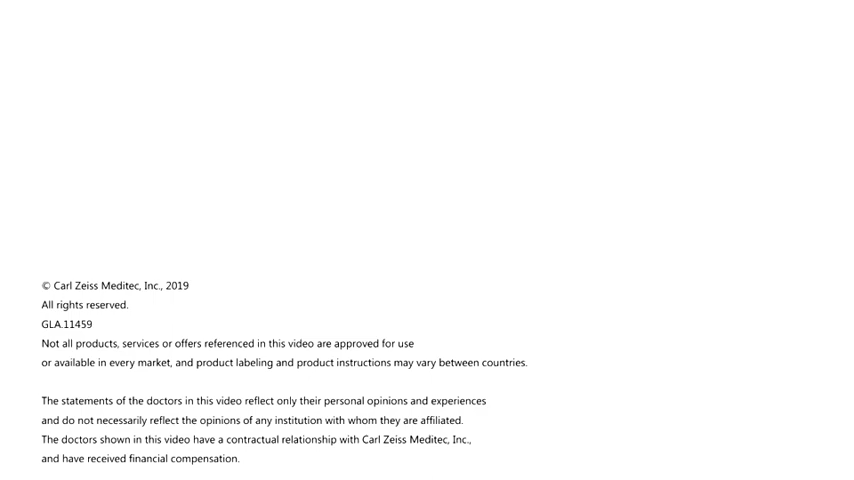 © Carl Zeiss Meditec, Inc., 2019
All rights reserved.
GLA.11459
Not all products, services or offers referenced in this video are approved for use
or available in every market, and product labeling and product instructions may vary between countries.
The statements of the doctors in this video reflect only their personal opinions and experiences
and do not necessarily reflect the opinions of any institution with whom they are affiliated.
The doctors shown in this video have a contractual relationship with Carl Zeiss Meditec, Inc.,
and have received financial compensation.